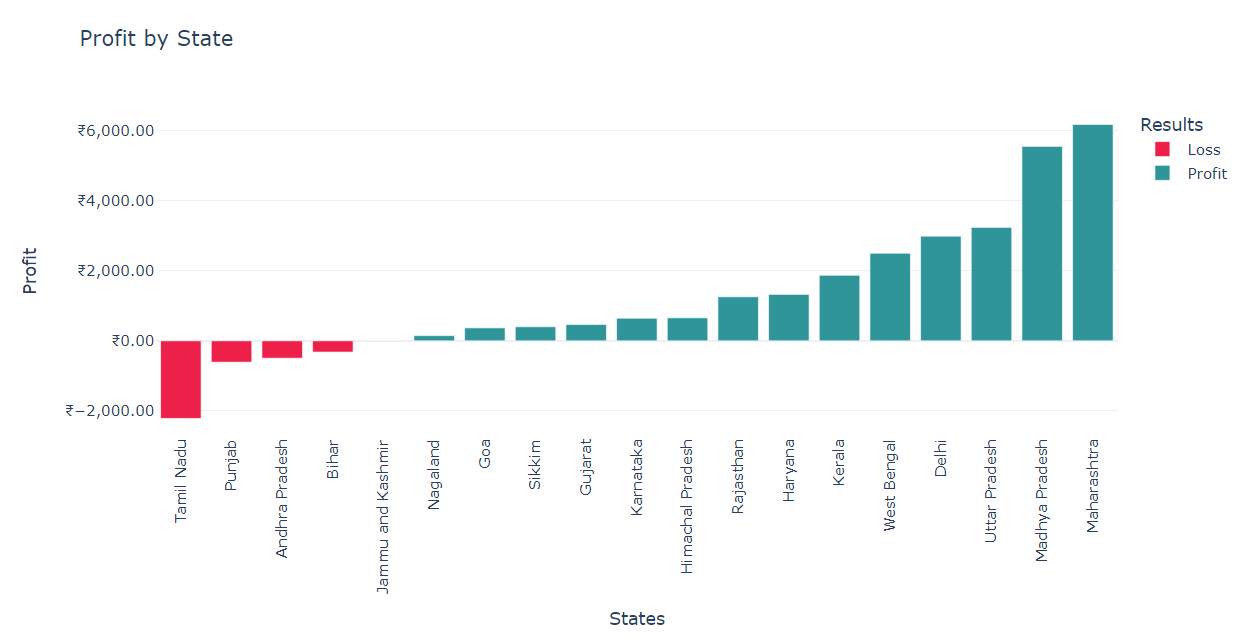 Profit by State
₹6,000.00
₹4,000.00
₹2,000.00
₹0.00
₹−2,000.00
Profit
Tamil Nadu
Punjab
Andhra Pradesh
Bihar
Jammu and Kashmir
Nagaland
Goa
Sikkim
Gujarat
Karnataka
Himachal Pradesh
Rajasthan
Haryana
Kerala
West Bengal
Delhi
Uttar Pradesh
Madhya Pradesh
Maharashtra
States
Results
Loss
Profit